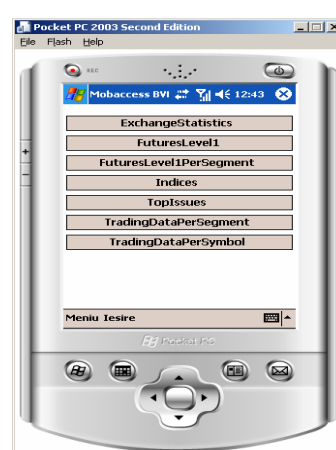 Pocket PC 2003 Second Edition
File Flash Help
REC
Mobaccess BVI 12:43
ExchangeStatistics
FuturesLevel1
FuturesLevel1PerSegment
Indices
TopIssues
TradingDataPerSegment
TradingDataPerSymbol
Meniu Iesire
Pocket PC